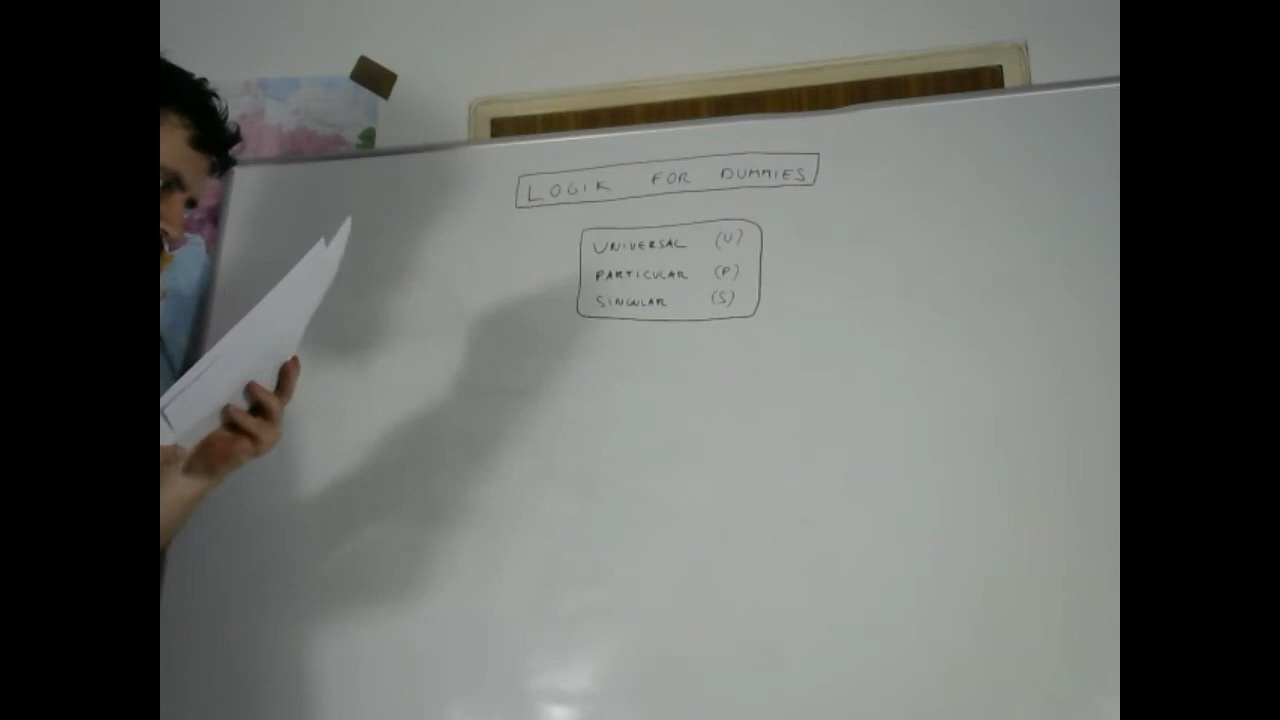 LOGIK FOR DUMMIES
UNIVERSAL (U)
PARTICULAR (P)
SINGULAR (S)